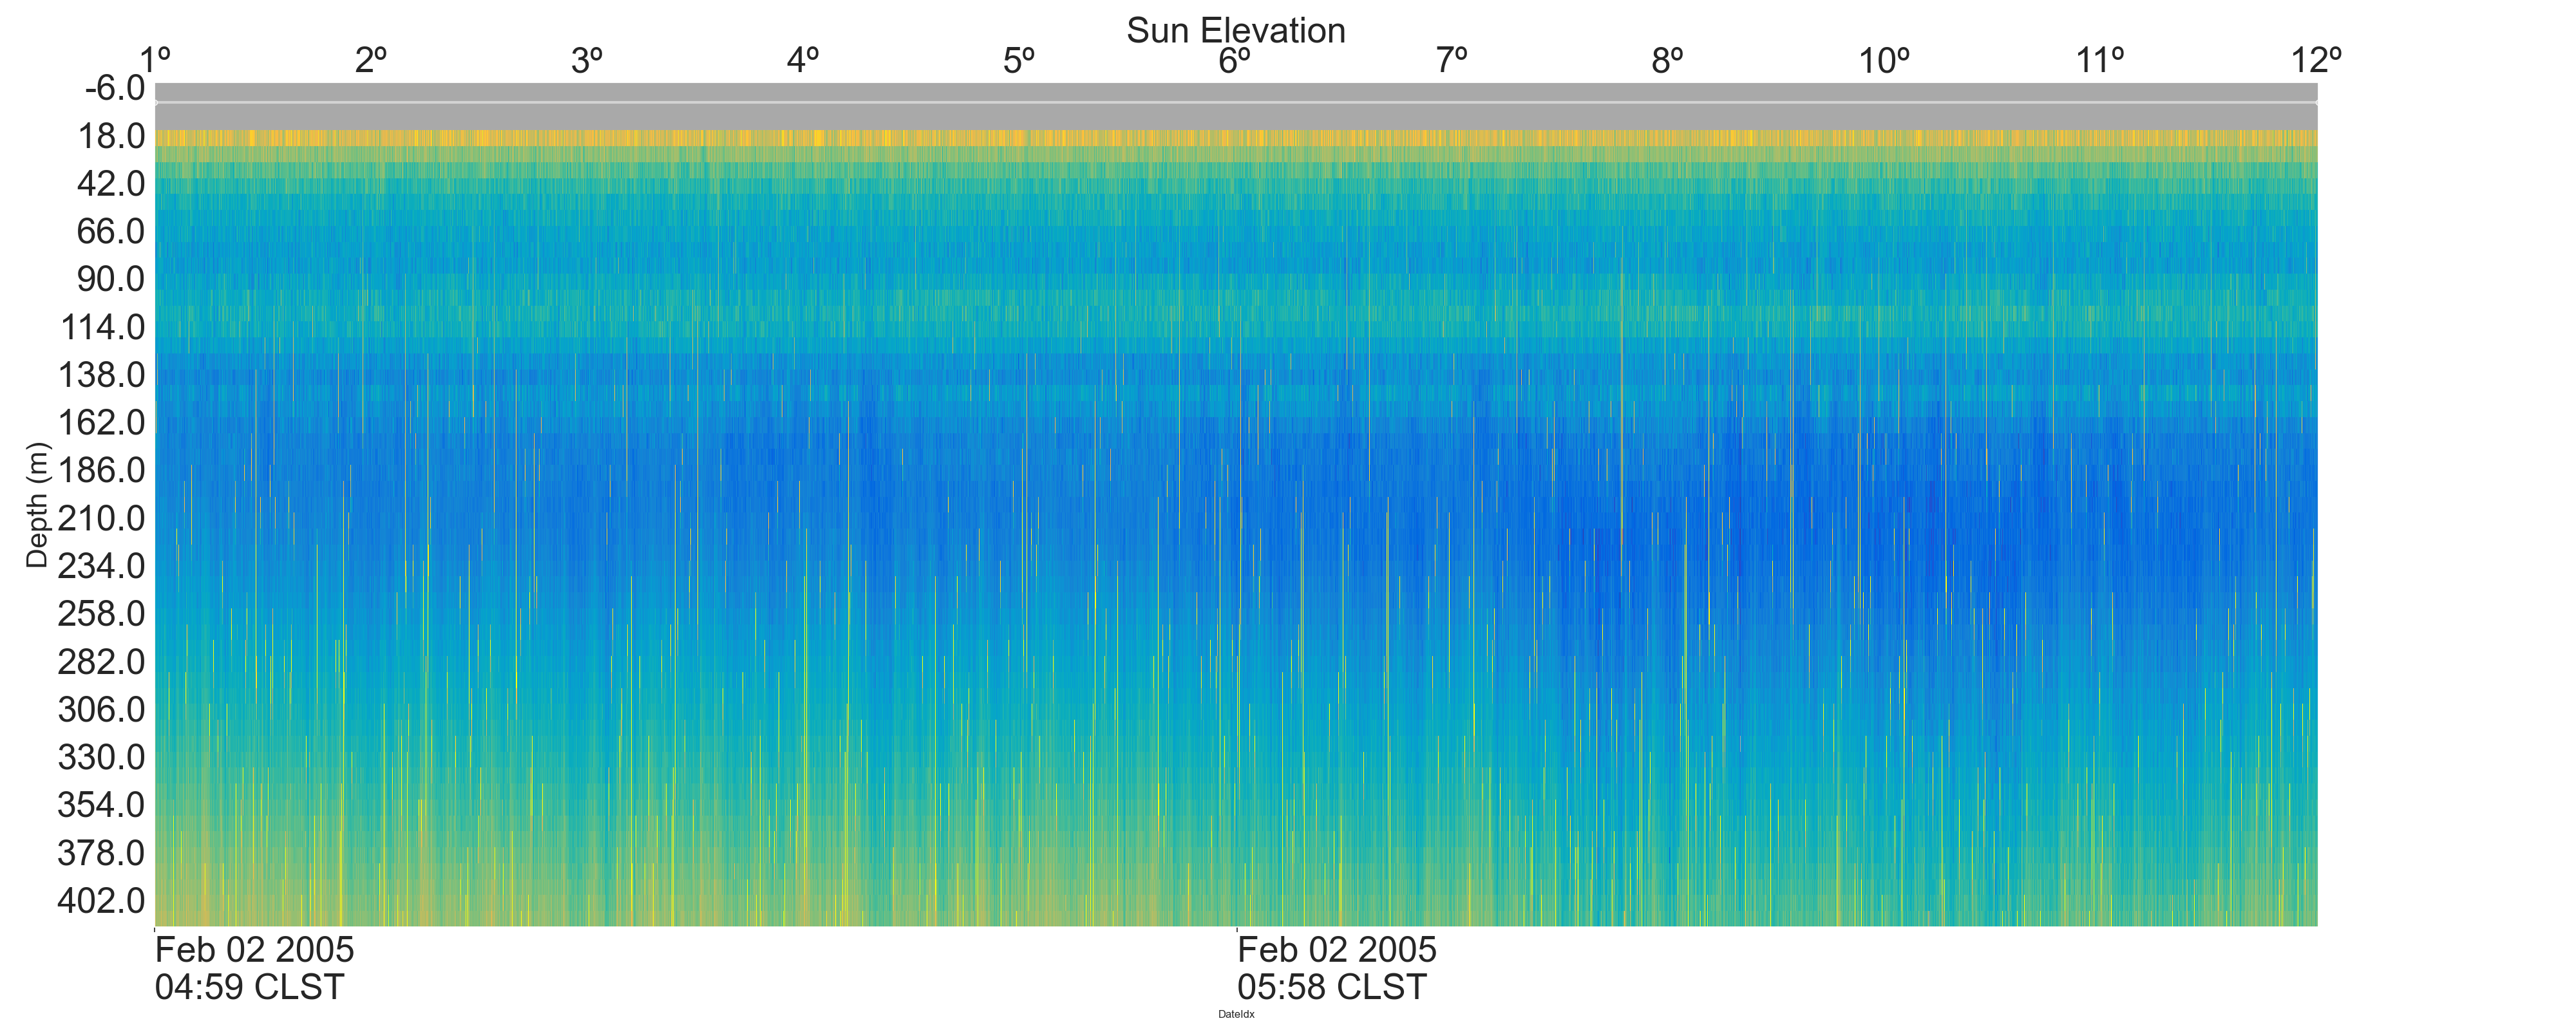 Sun Elevation
1º 2º 3º 4º 5º 6º 7º 8º 10º 11º 12º
-6.0
18.0
42.0
66.0
90.0
114.0
138.0
162.0
186.0
210.0
234.0
258.0
282.0
306.0
330.0
354.0
378.0
402.0
Depth (m)
Feb 02 2005
04:59 CLST
Feb 02 2005
05:58 CLST
DateIdx